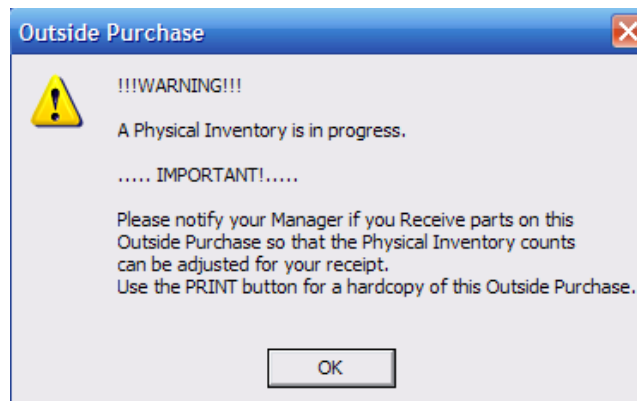 Outside Purchase
!!!WARNING!!!
A Physical Inventory is in progress.
..... IMPORTANT!.....
Please notify your Manager if you Receive parts on this
Outside Purchase so that the Physical Inventory counts
can be adjusted for your receipt.
Use the PRINT button for a hardcopy of this Outside Purchase.
OK